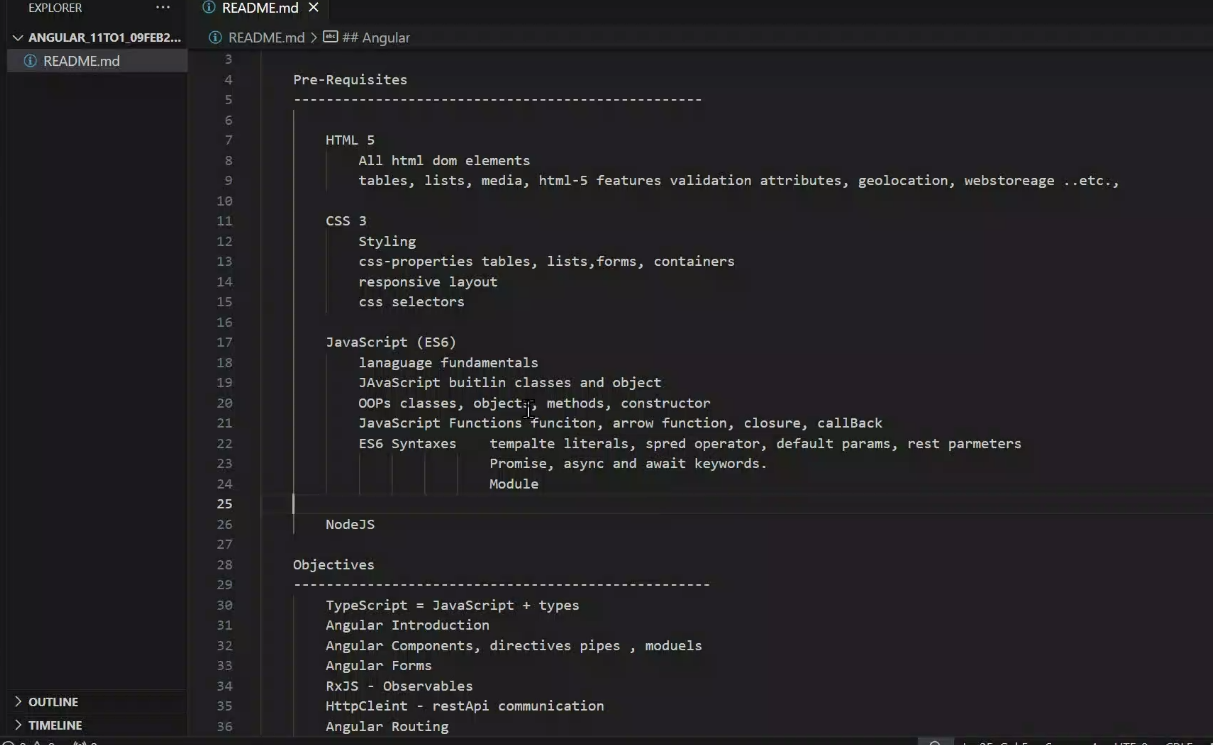 EXPLORER ...
README.md
ANGULAR_11TO1_09FEB2...
README.md > ## Angular
README.md
3
4 Pre-Requisites
5 --------------------------------------------------
6
7 HTML 5
8 All html dom elements
9 tables, lists, media, html-5 features validation attributes, geolocation, webstoreage ..etc.,
10
11 CSS 3
12 Styling
13 css-properties tables, lists,forms, containers
14 responsive layout
15 css selectors
16
17 JavaScript (ES6)
18 lanaguage fundamentals
19 JAvaScript buitlin classes and object
20 OOPs classes, objects, methods, constructor
21 JavaScript Functions funciton, arrow function, closure, callBack
22 ES6 Syntaxes tempalte literals, spred operator, default params, rest parmeters
23 Promise, async and await keywords.
24 Module
25
26 NodeJS
27
28 Objectives
29 ---------------------------------------------------
30 TypeScript = JavaScript + types
31 Angular Introduction
32 Angular Components, directives pipes , moduels
33 Angular Forms
34 RxJS - Observables
35 HttpCleint - restApi communication
36 Angular Routing
OUTLINE
TIMELINE